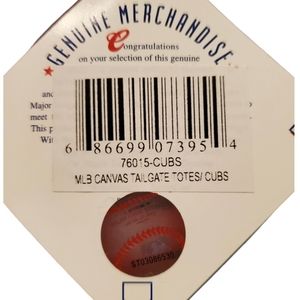 GENUINE MERCHANDISE
Congratulations
on your selection of this genuine
and
Major
meet
This p
Wit
6 86699 07395 4
76015-CUBS
MLB CANVAS TAILGATE TOTES/ CUBS